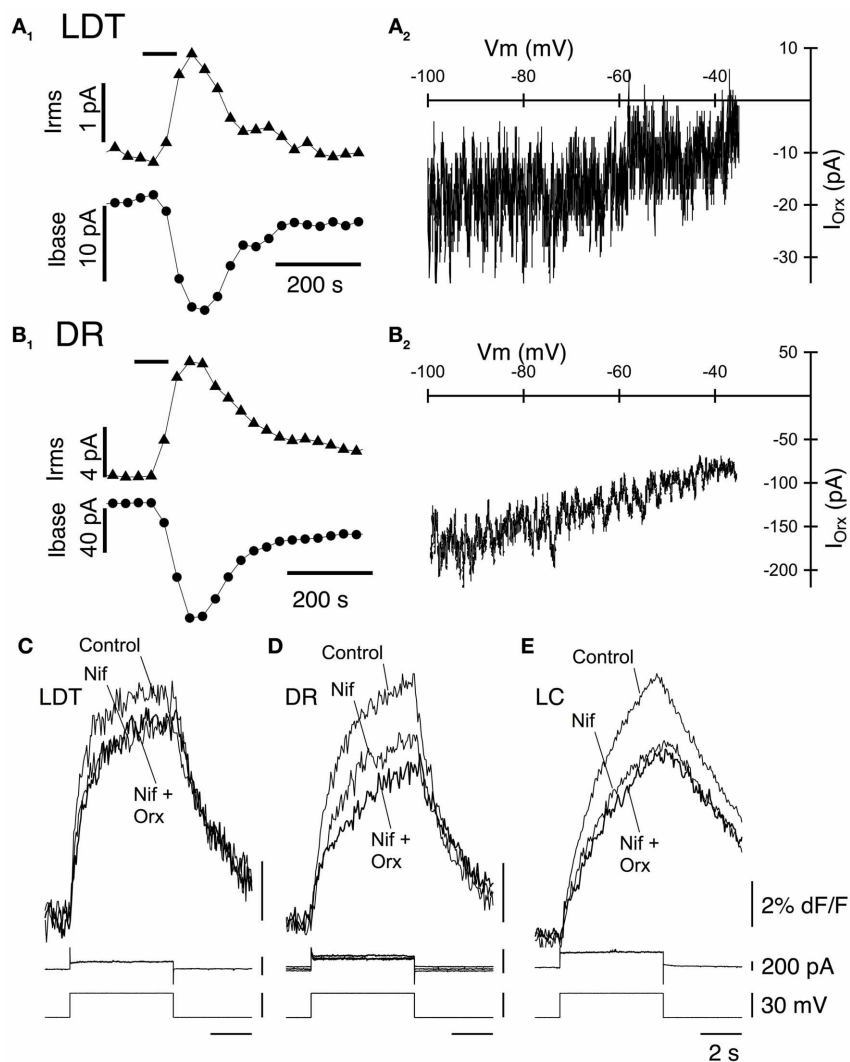 A1 LDT
Irms
1 pA
Ibase
10 pA
200 s
A2
Vm (mV)
-100 -80 -60 -40
10
-10
-20
-30
IOrx (pA)
B1 DR
Irms
4 pA
Ibase
40 pA
200 s
B2
Vm (mV)
-100 -80 -60 -40
50
-50
-100
-150
-200
IOrx (pA)
C
LDT
Control
Nif
Nif +
Orx
D
DR
Control
Nif
Nif +
Orx
E
LC
Control
Nif
Nif +
Orx
2% dF/F
200 pA
30 mV
2 s